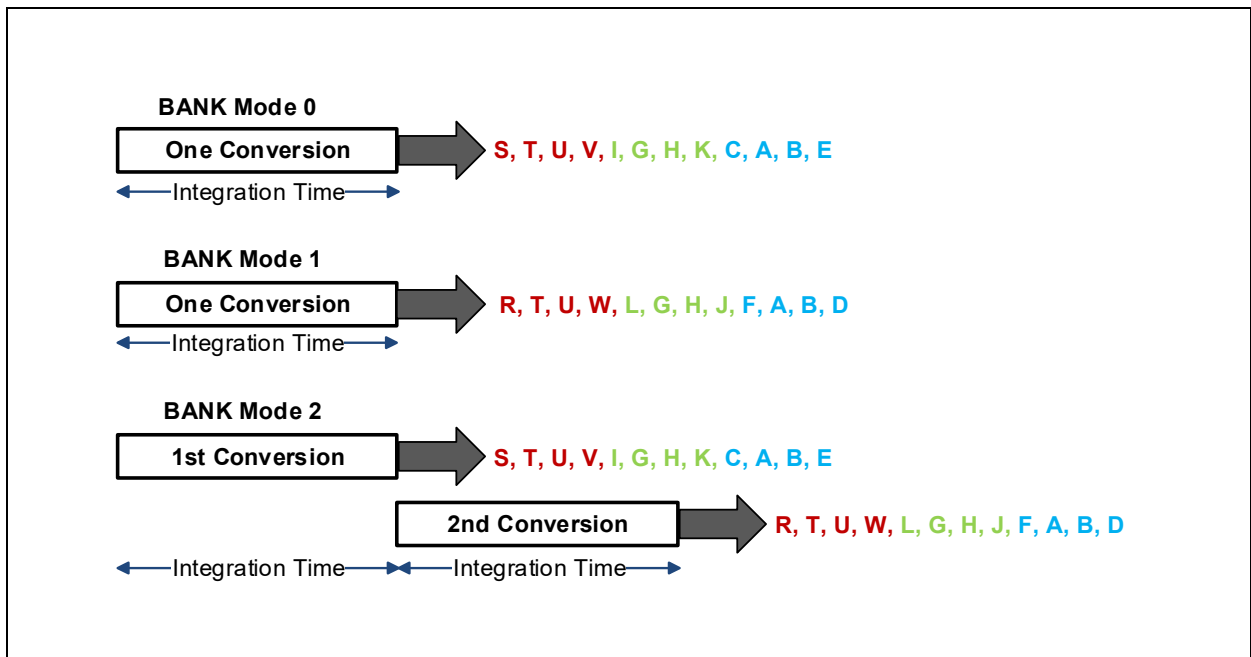 BANK Mode 0
One Conversion
S, T, U, V, I, G, H, K, C, A, B, E
Integration Time
BANK Mode 1
One Conversion
R, T, U, W, L, G, H, J, F, A, B, D
Integration Time
BANK Mode 2
1st Conversion
S, T, U, V, I, G, H, K, C, A, B, E
2nd Conversion
R, T, U, W, L, G, H, J, F, A, B, D
Integration Time
Integration Time